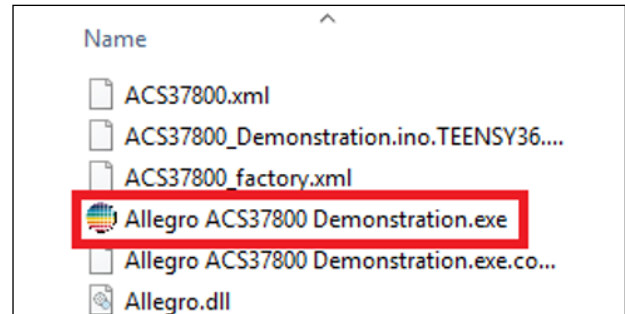 Name
ACS37800.xml
ACS37800_Demonstration.ino.TEENSY36....
ACS37800_factory.xml
Allegro ACS37800 Demonstration.exe
Allegro ACS37800 Demonstration.exe.co...
Allegro.dll